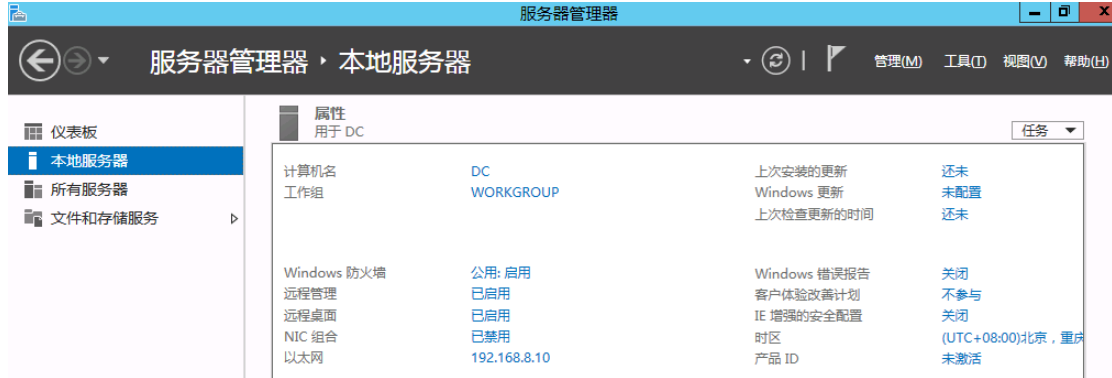 服务器管理器
服务器管理器 ‣ 本地服务器
管理(M) 工具(T) 视图(V) 帮助(H)
仪表板
本地服务器
所有服务器
文件和存储服务
属性
用于 DC
任务
计算机名 DC 上次安装的更新 还未
工作组 WORKGROUP Windows 更新 未配置
上次检查更新的时间 还未
Windows 防火墙 公用: 启用 Windows 错误报告 关闭
远程管理 已启用 客户体验改善计划 不参与
远程桌面 已启用 IE 增强的安全配置 关闭
NIC 组合 已禁用 时区 (UTC+08:00)北京，重庆
以太网 192.168.8.10 产品 ID 未激活